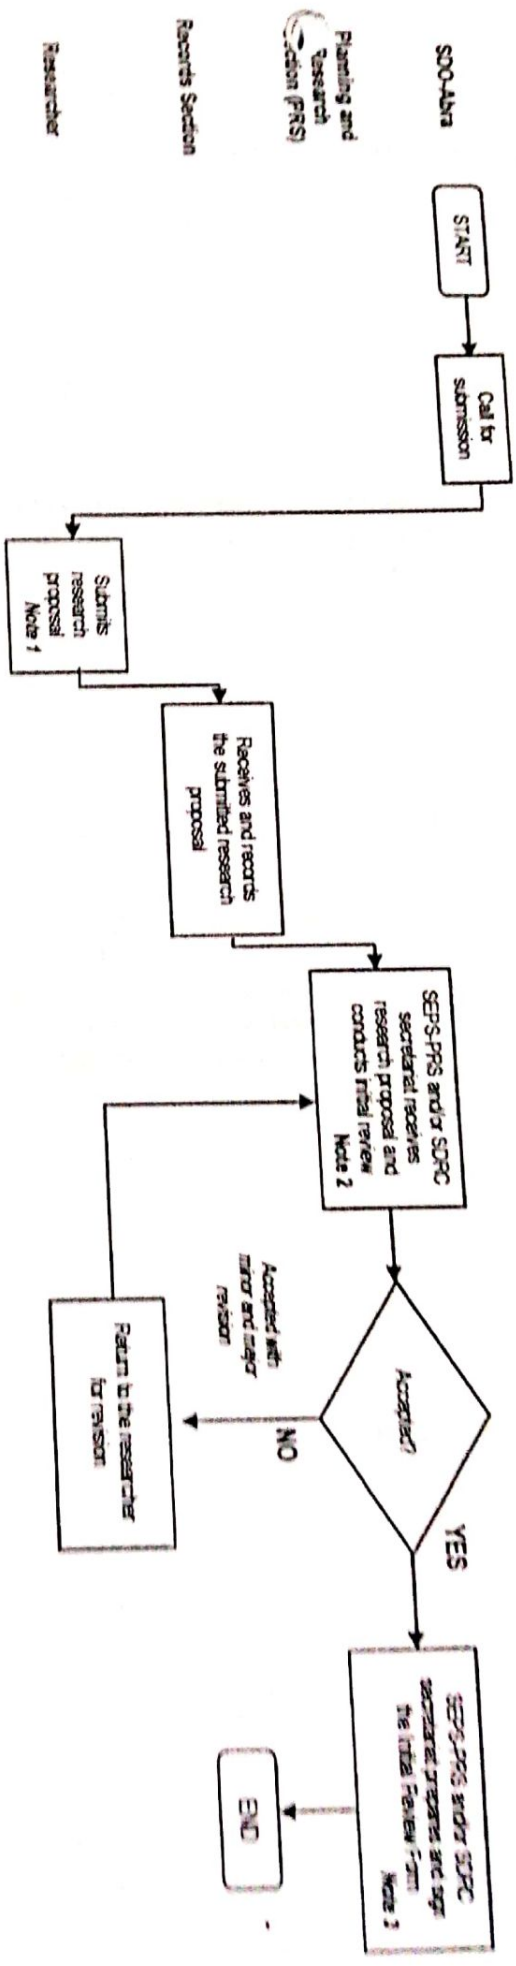 SDO-Abra
Planning and
Research
ction (PRS)
Records Section
Researcher
START
Call for
submission
Submits
research
proposal
Note 1
Receives and records
the submitted research
proposal
SEPS-PRS and/or SDRC
secretariat receives
research proposal and
conducts initial review
Note 2
Accepted?
YES
NO
Accepted with
minor and major
revision
Return to the researcher
for revision
SEPS-PRS and/or SDRC
secretariat prepares and sign
the Initial Review Form
Note 3
END